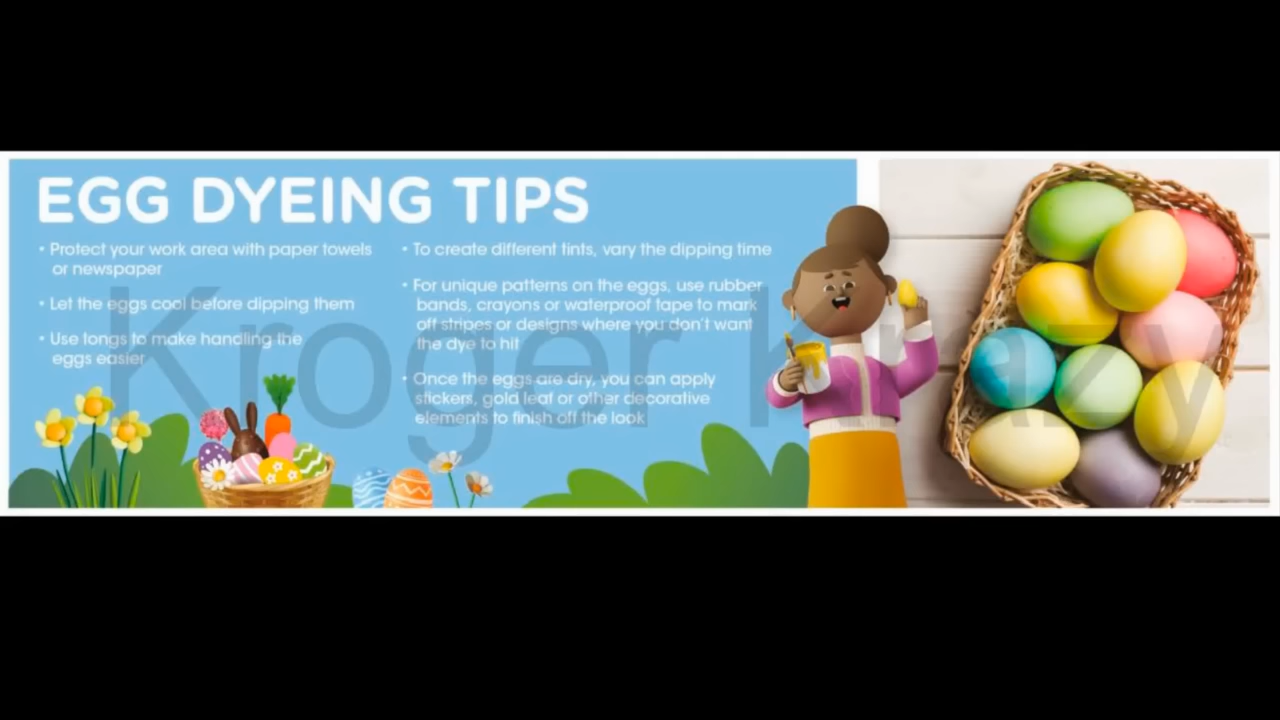 EGG DYEING TIPS
• Protect your work area with paper towels
or newspaper
• Let the eggs cool before dipping them
• Use tongs to make handling the
eggs easier
• To create different tints, vary the dipping time
• For unique patterns on the eggs, use rubber
bands, crayons or waterproof tape to mark
off stripes or designs where you don't want
the dye to hit
• Once the eggs are dry, you can apply
stickers, gold leaf or other decorative
elements to finish off the look
Kroger Krazy